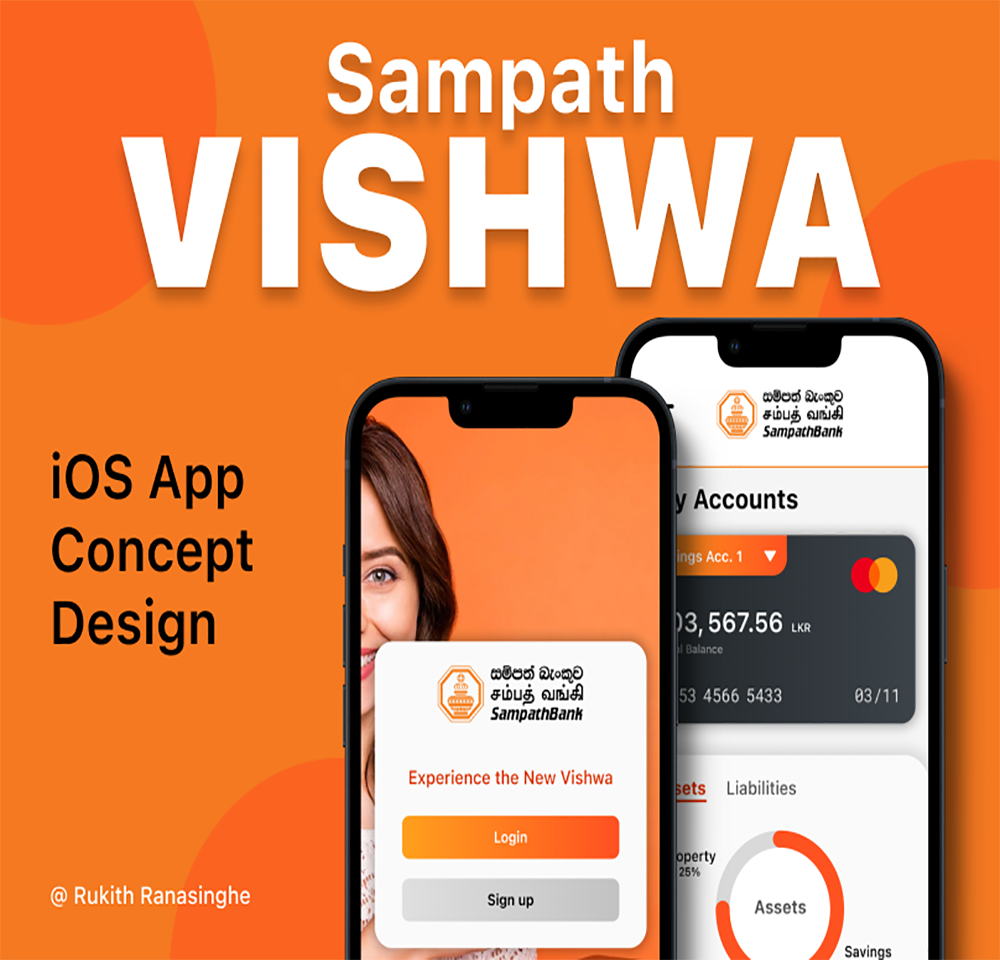 Sampath
VISHWA
iOS App
Concept
Design
@ Rukith Ranasinghe
සම්පත් බැංකුව
சம்பத் வங்கி
SampathBank
Experience the New Vishwa
Login
Sign up
සම්පත් බැංකුව
சம்பத் வங்கி
SampathBank
y Accounts
ings Acc. 1
03,567.56 LKR
al Balance
53 4566 5433 03/11
sets Liabilities
operty
25%
Assets
Savings